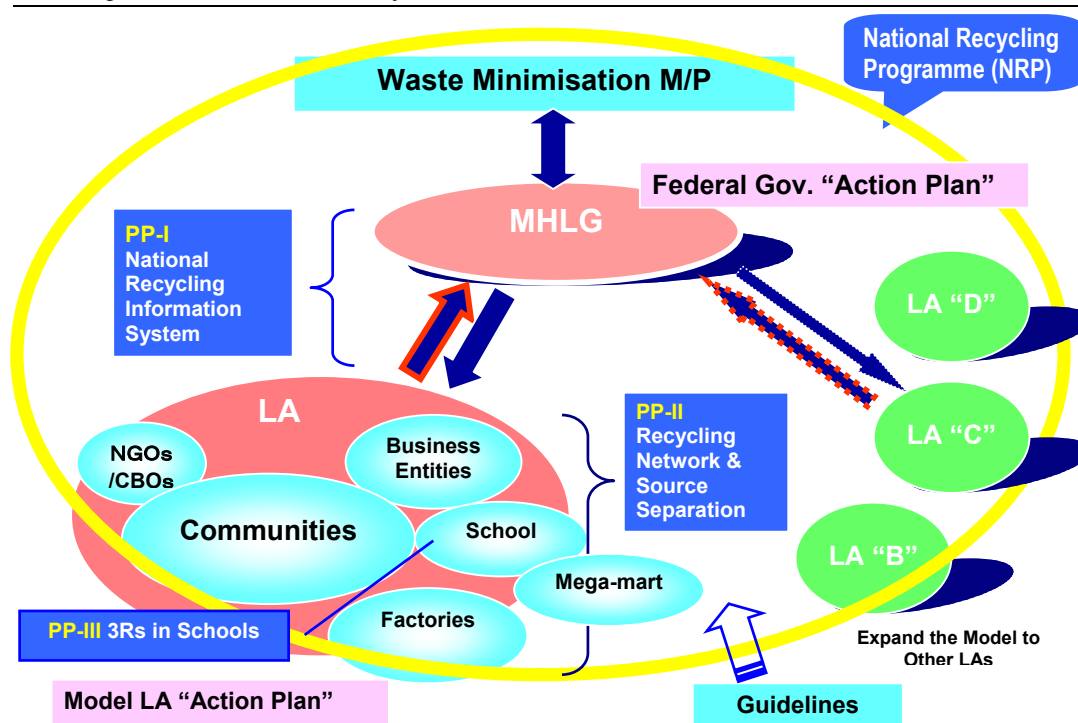 National Recycling
Programme (NRP)
Waste Minimisation M/P
Federal Gov. “Action Plan”
MHLG
PP-I
National
Recycling
Information
System
LA “D”
LA “C”
LA “B”
Expand the Model to
Other LAs
PP-II
Recycling
Network &
Source
Separation
LA
NGOs
/CBOs
Business
Entities
Communities
School
Mega-mart
Factories
PP-III 3Rs in Schools
Model LA “Action Plan”
Guidelines